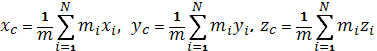 x_c = \frac{1}{m} \sum_{i=1}^{N} m_i x_i, y_c = \frac{1}{m} \sum_{i=1}^{N} m_i y_i, z_c = \frac{1}{m} \sum_{i=1}^{N} m_i z_i